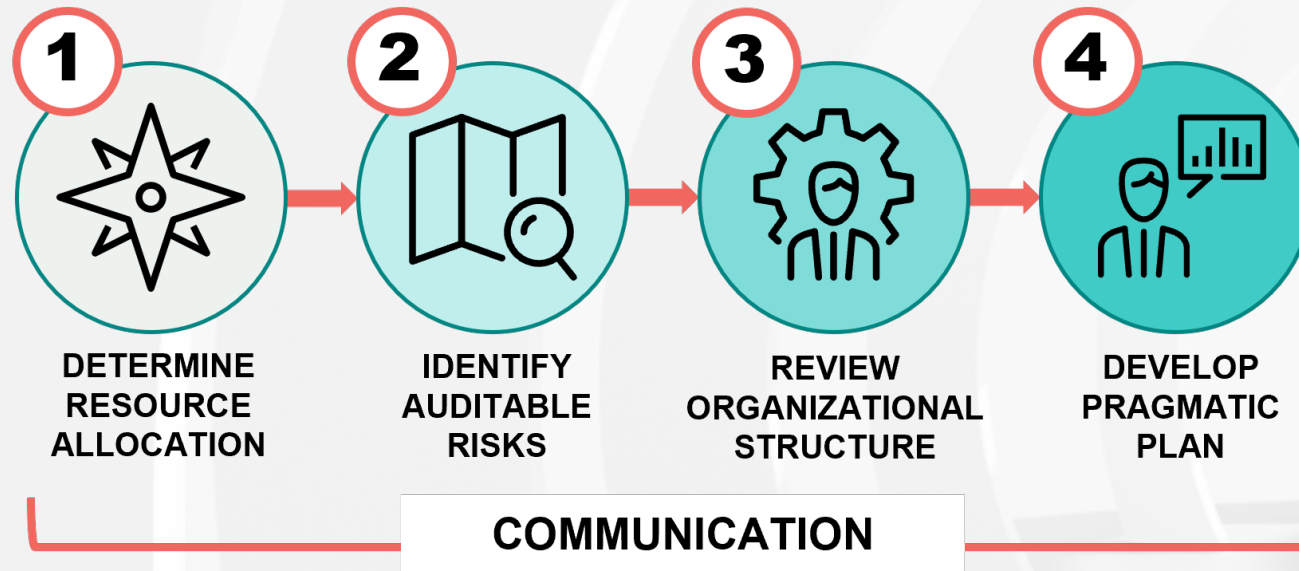 1
2
3
4
DETERMINE
RESOURCE
ALLOCATION
IDENTIFY
AUDITABLE
RISKS
REVIEW
ORGANIZATIONAL
STRUCTURE
DEVELOP
PRAGMATIC
PLAN
COMMUNICATION